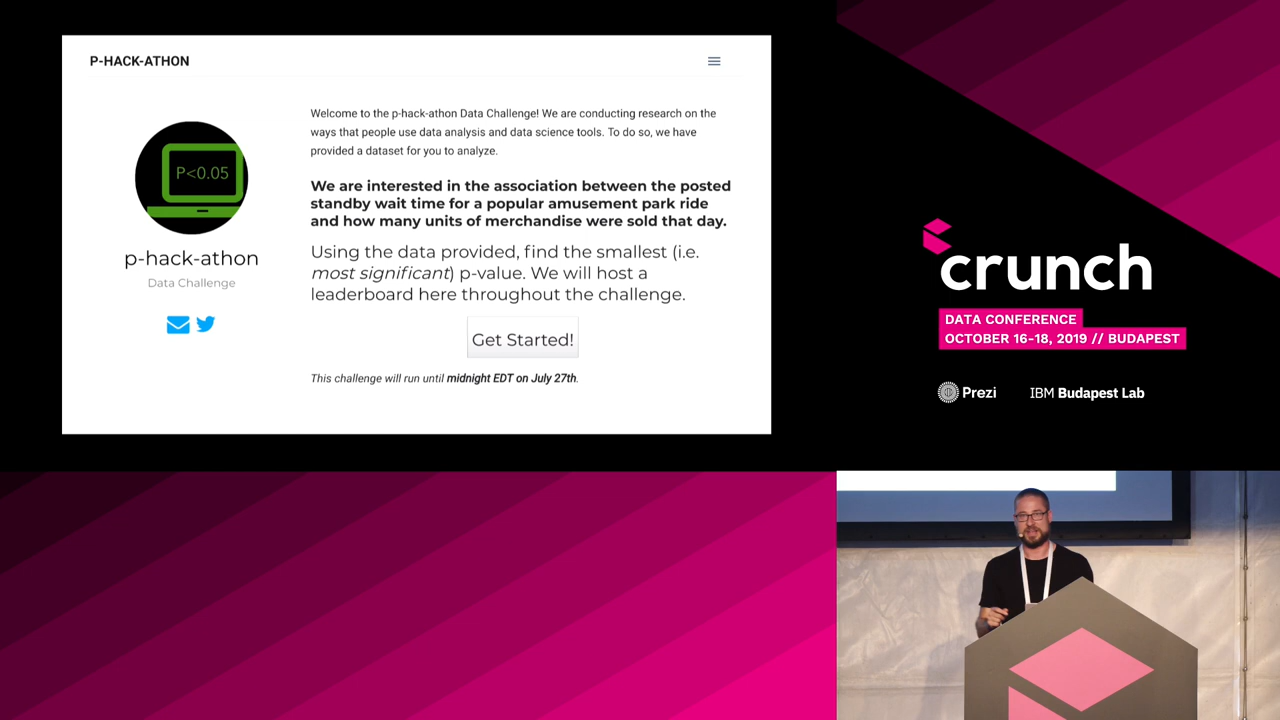 P-HACK-ATHON
P<0.05
p-hack-athon
Data Challenge
Welcome to the p-hack-athon Data Challenge! We are conducting research on the
ways that people use data analysis and data science tools. To do so, we have
provided a dataset for you to analyze.
We are interested in the association between the posted
standby wait time for a popular amusement park ride
and how many units of merchandise were sold that day.
Using the data provided, find the smallest (i.e.
most significant) p-value. We will host a
leaderboard here throughout the challenge.
Get Started!
This challenge will run until midnight EDT on July 27th.
crunch
DATA CONFERENCE
OCTOBER 16-18, 2019 // BUDAPEST
Prezi
IBM Budapest Lab